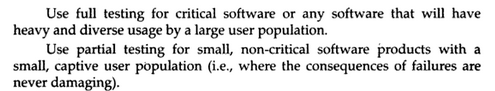 Use full testing for critical software or any software that will have
heavy and diverse usage by a large user population.
Use partial testing for small, non-critical software products with a
small, captive user population (i.e., where the consequences of failures are
never damaging).